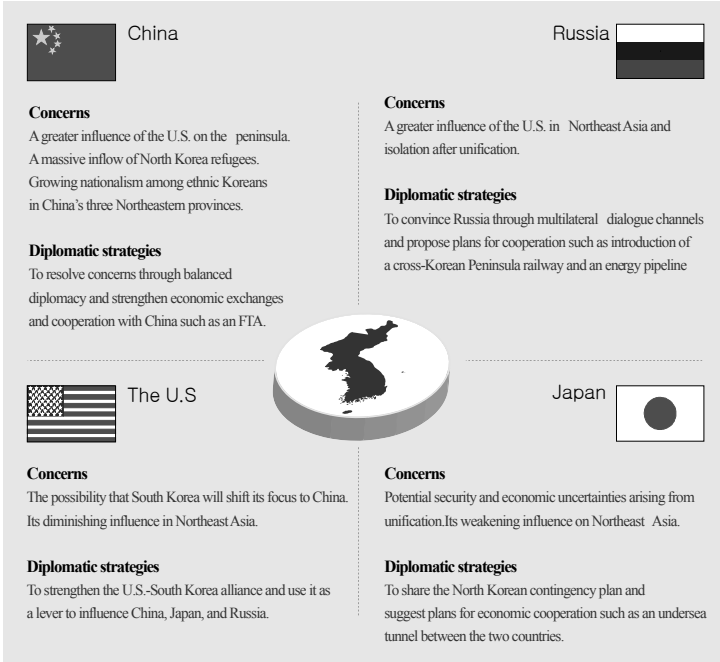 China
Concerns
A greater influence of the U.S. on the peninsula.
A massive inflow of North Korea refugees.
Growing nationalism among ethnic Koreans
in China's three Northeastern provinces.
Diplomatic strategies
To resolve concerns through balanced
diplomacy and strengthen economic exchanges
and cooperation with China such as an FTA.
Russia
Concerns
A greater influence of the U.S. in Northeast Asia and
isolation after unification.
Diplomatic strategies
To convince Russia through multilateral dialogue channels
and propose plans for cooperation such as introduction of
a cross-Korean Peninsula railway and an energy pipeline
The U.S
Concerns
The possibility that South Korea will shift its focus to China.
Its diminishing influence in Northeast Asia.
Diplomatic strategies
To strengthen the U.S.-South Korea alliance and use it as
a lever to influence China, Japan, and Russia.
Japan
Concerns
Potential security and economic uncertainties arising from
unification.Its weakening influence on Northeast Asia.
Diplomatic strategies
To share the North Korean contingency plan and
suggest plans for economic cooperation such as an undersea
tunnel between the two countries.